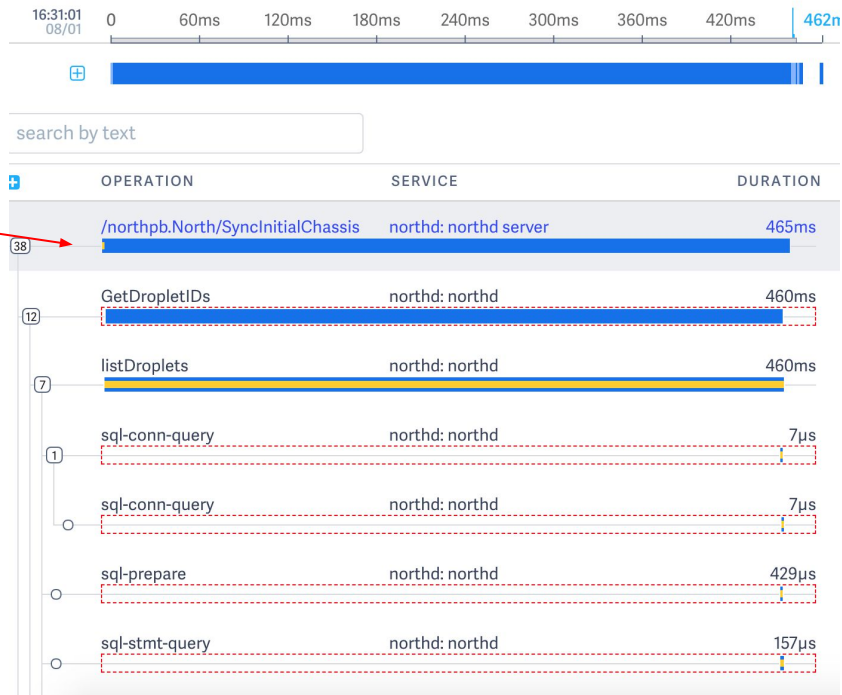 16:31:01
08/01
0 60ms 120ms 180ms 240ms 300ms 360ms 420ms 462m
search by text
OPERATION SERVICE DURATION
/northpb.North/SyncInitialChassis northd: northd server 465ms
38
GetDropletIDs northd: northd 460ms
12
listDroplets northd: northd 460ms
7
sql-conn-query northd: northd 7µs
1
sql-conn-query northd: northd 7µs
sql-prepare northd: northd 429µs
sql-stmt-query northd: northd 157µs